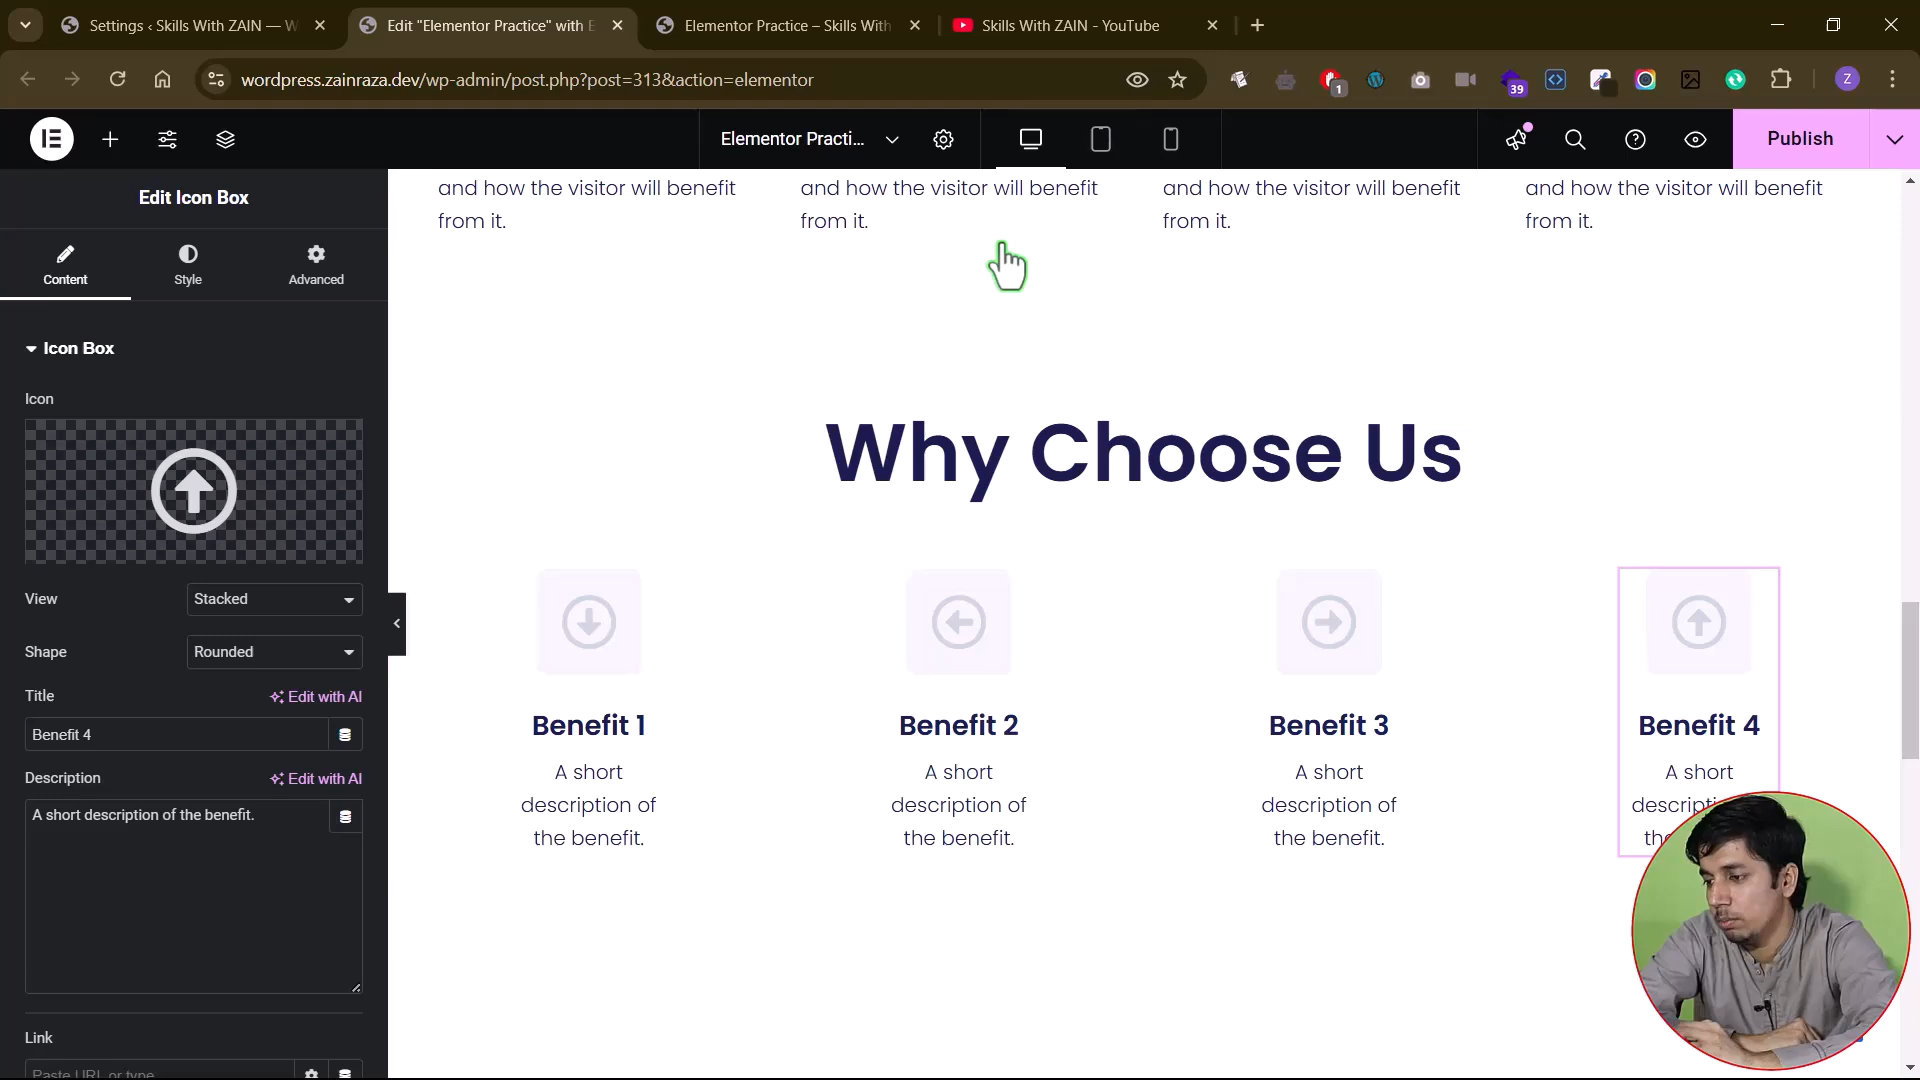 Settings ‹ Skills With ZAIN — W
Edit "Elementor Practice" with E
Elementor Practice – Skills With
Skills With ZAIN - YouTube
wordpress.zainraza.dev/wp-admin/post.php?post=313&action=elementor
1
39
Z
Elementor Practi...
Publish
Edit Icon Box
Content
Style
Advanced
Icon Box
Icon
View
Stacked
Shape
Rounded
Title
Edit with AI
Benefit 4
Description
Edit with AI
A short description of the benefit.
Link
Paste URL or type
and how the visitor will benefit
from it.
and how the visitor will benefit
from it.
and how the visitor will benefit
from it.
and how the visitor will benefit
from it.
Why Choose Us
Benefit 1
A short
description of
the benefit.
Benefit 2
A short
description of
the benefit.
Benefit 3
A short
description of
the benefit.
Benefit 4
A short